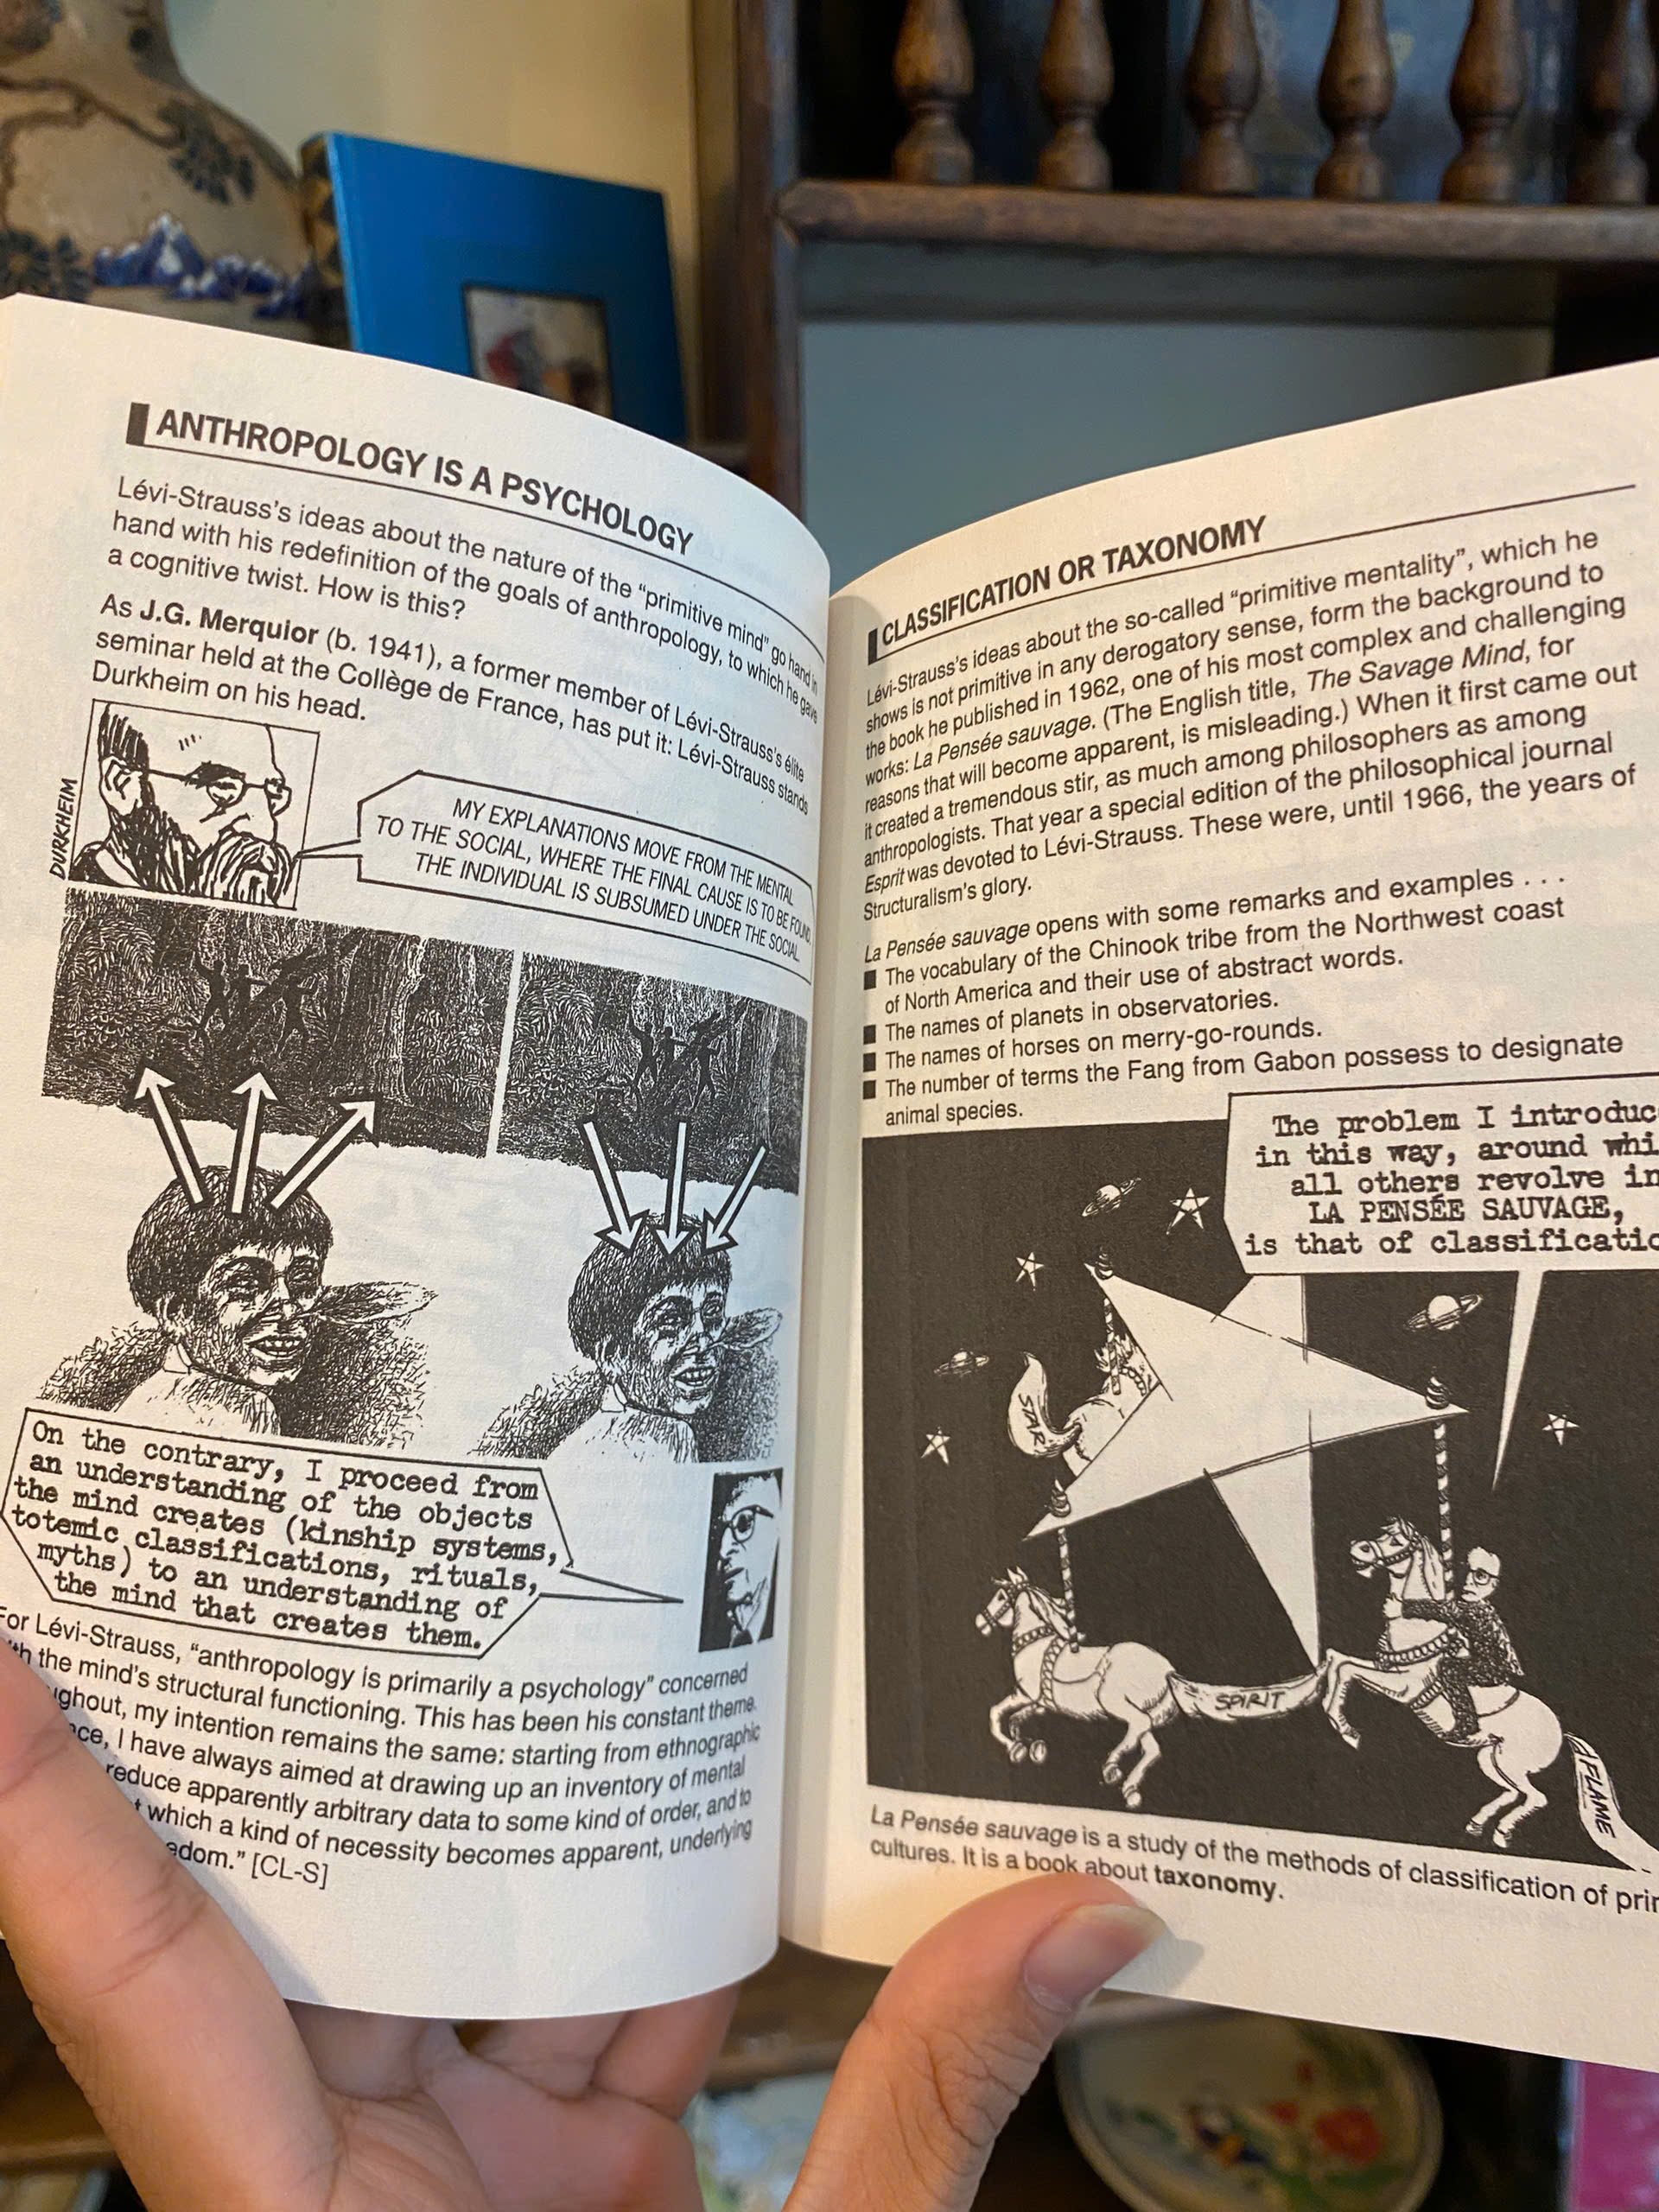 ANTHROPOLOGY IS A PSYCHOLOGY
Lévi-Strauss's ideas about the nature of the "primitive mind" go hand in
hand with his redefinition of the goals of anthropology, to which he gave
a cognitive twist. How is this?
As J.G. Merquior (b. 1941), a former member of Lévi-Strauss's élite
seminar held at the Collège de France, has put it: Lévi-Strauss stands
Durkheim on his head.
DURKHEIM
MY EXPLANATIONS MOVE FROM THE MENTAL
TO THE SOCIAL, WHERE THE FINAL CAUSE IS TO BE FOUND.
THE INDIVIDUAL IS SUBSUMED UNDER THE SOCIAL.
On the contrary, I proceed from
an understanding of the objects
the mind creates (kinship systems,
totemic classifications, rituals,
myths) to an understanding of
the mind that creates them.
For Lévi-Strauss, "anthropology is primarily a psychology" concerned
the mind's structural functioning. This has been his constant theme.
my intention remains the same: starting from ethnographic
I have always aimed at drawing up an inventory of mental
reduce apparently arbitrary data to some kind of order, and to
which a kind of necessity becomes apparent, underlying
[CL-S]
CLASSIFICATION OR TAXONOMY
Lévi-Strauss's ideas about the so-called "primitive mentality", which he
shows is not primitive in any derogatory sense, form the background to
the book he published in 1962, one of his most complex and challenging
works: La Pensée sauvage. (The English title, The Savage Mind, for
reasons that will become apparent, is misleading.) When it first came out
it created a tremendous stir, as much among philosophers as among
anthropologists. That year a special edition of the philosophical journal
Esprit was devoted to Lévi-Strauss. These were, until 1966, the years of
Structuralism's glory.
La Pensée sauvage opens with some remarks and examples . . .
■ The vocabulary of the Chinook tribe from the Northwest coast
of North America and their use of abstract words.
■ The names of planets in observatories.
■ The names of horses on merry-go-rounds.
■ The number of terms the Fang from Gabon possess to designate
animal species.
The problem I introduc
in this way, around whi
all others revolve in
LA PENSÉE SAUVAGE,
is that of classificatio
STAR
SPIRIT
FLAME
La Pensée sauvage is a study of the methods of classification of pri
cultures. It is a book about taxonomy.